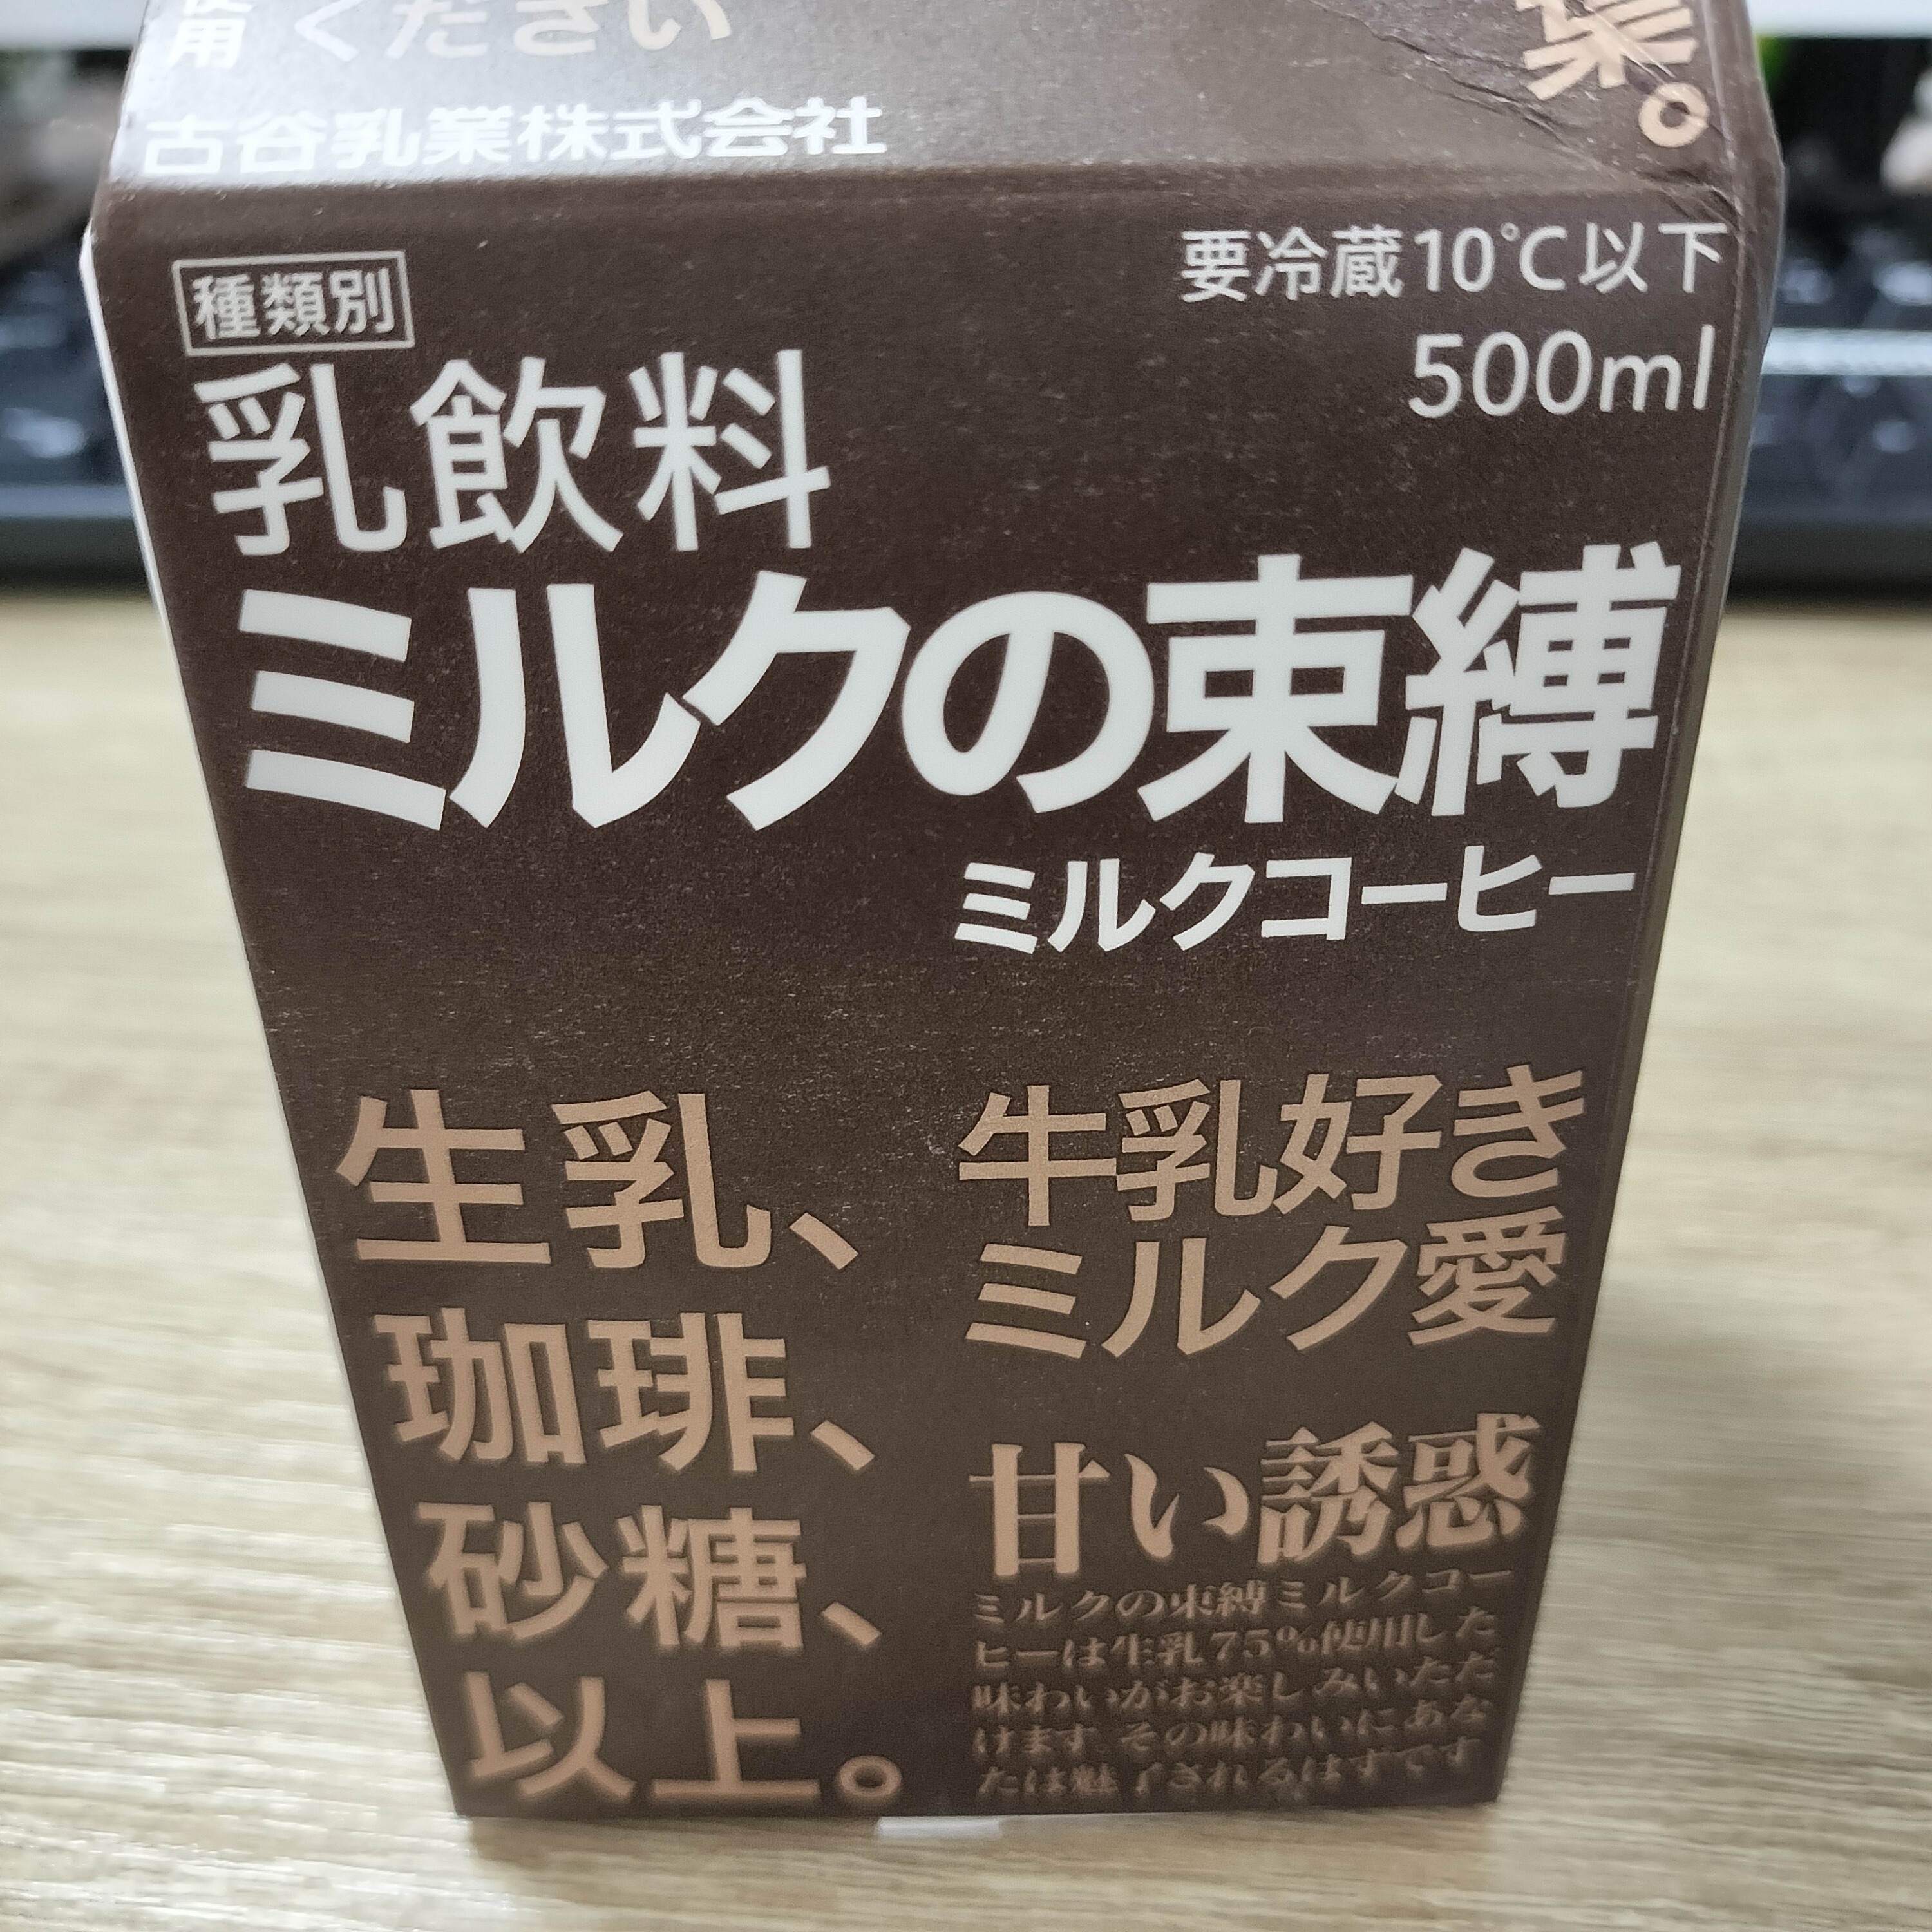 用ください
葉。
古谷乳業株式会社
種類別
要冷蔵10℃以下
500ml
乳飲料
ミルクの束縛
ミルクコーヒー
生乳、
珈琲、
砂糖、
以上。
牛乳好き
ミルク愛
甘い誘惑
ミルクの束縛ミルクコー
ヒーは生乳75%使用した
味わいがお楽しみいただ
けます。その味わいにあな
たは魅了されるはずです